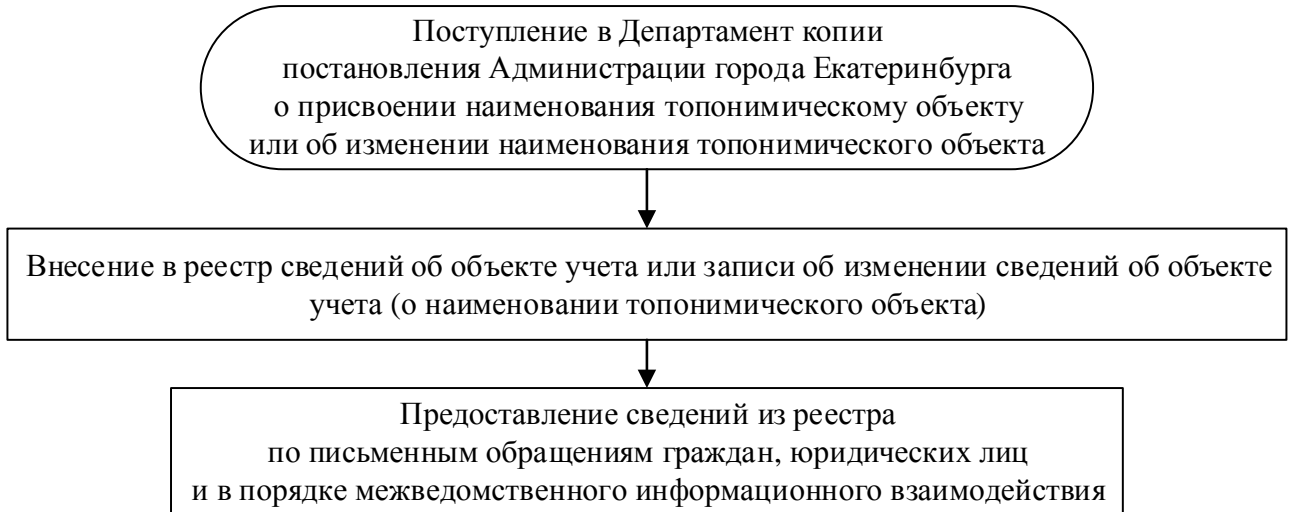 Поступление в Департамент копии
постановления Администрации города Екатеринбурга
о присвоении наименования топонимическому объекту
или об изменении наименования топонимического объекта
Внесение в реестр сведений об объекте учета или записи об изменении сведений об объекте
учета (о наименовании топонимического объекта)
Предоставление сведений из реестра
по письменным обращениям граждан, юридических лиц
и в порядке межведомственного информационного взаимодействия